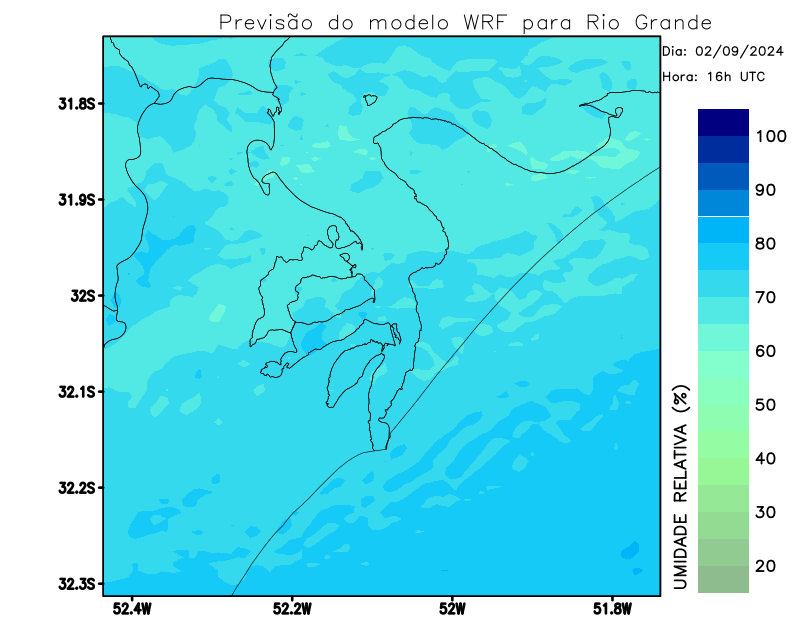 Previsão do modelo WRF para Rio Grande
Dia: 02/09/2024
Hora: 16h UTC
31.8S
31.9S
32S
32.1S
32.2S
32.3S
52.4W
52.2W
52W
51.8W
UMIDADE RELATIVA (%)
100
90
80
70
60
50
40
30
20